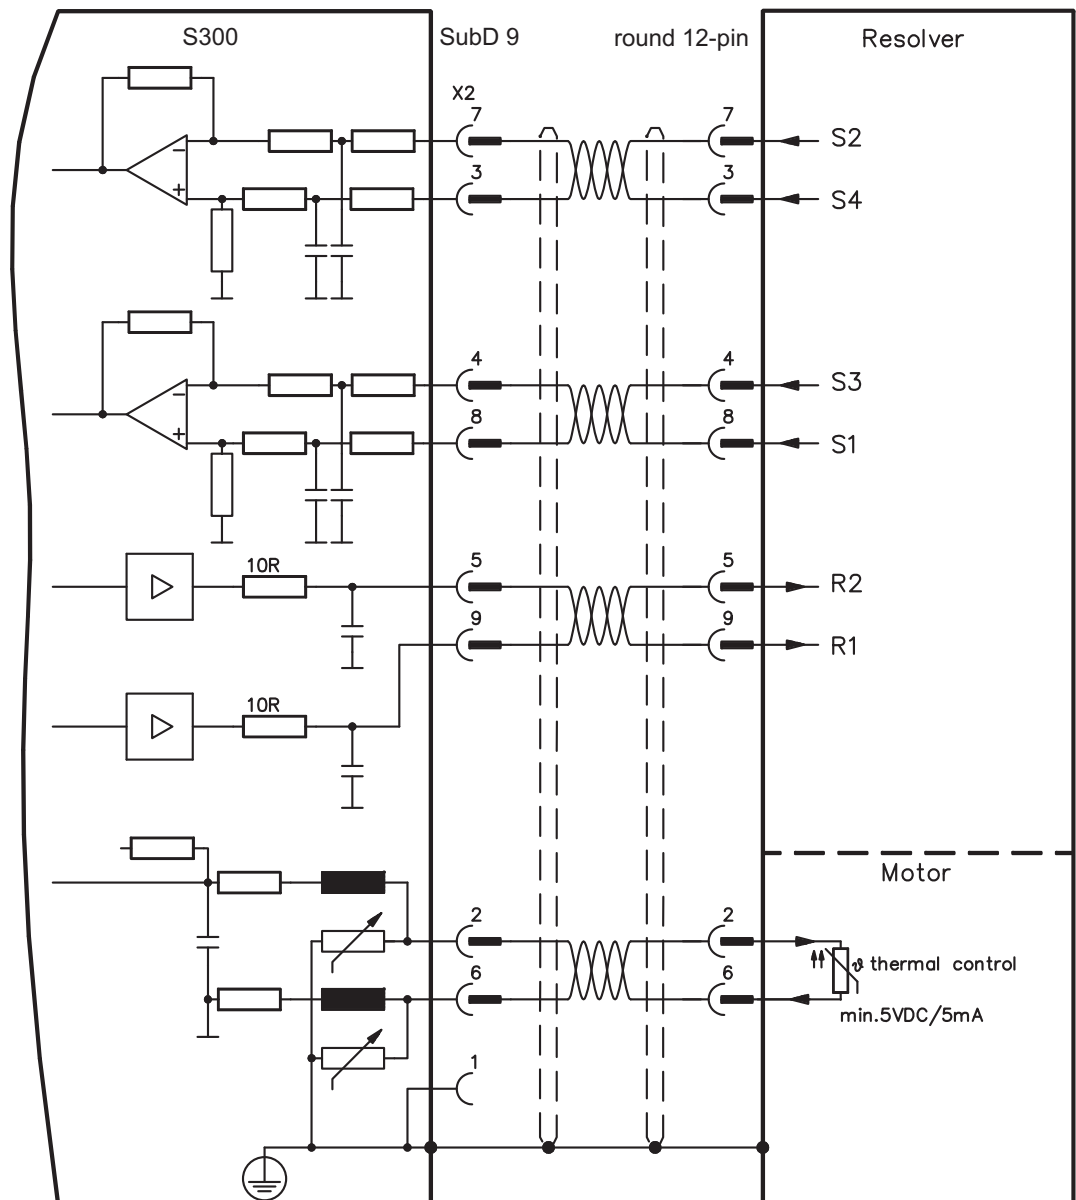 S300
SubD 9
round 12-pin
Resolver
X2
7
7
S2
3
3
S4
4
4
S3
8
8
S1
10R
5
5
R2
9
9
R1
10R
Motor
2
2
ϑ thermal control
6
6
min.5VDC/5mA
1